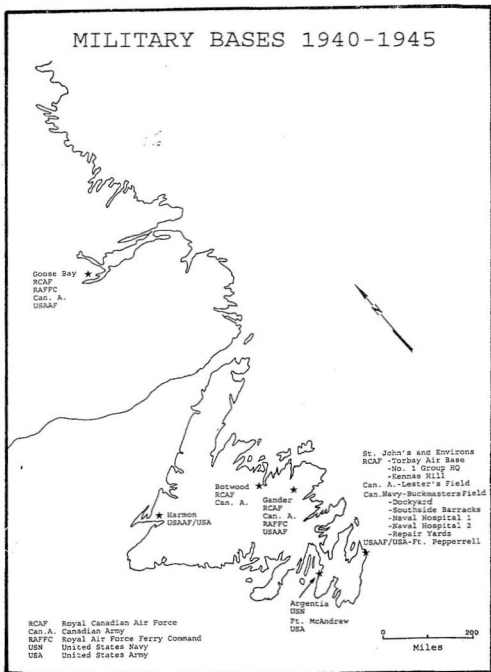 MILITARY BASES 1940-1945
Goose Bay
RCAF
RAFFC
Can. A.
USAAF
N
St. John's and Environs
RCAF -Torbay Air Base
-No. 1 Group HQ
-Kennas Hill
Can. A.-Lester's Field
Can.Navy-Buckmasters Field
-Dockyard
-Southside Barracks
-Naval Hospital 1
-Naval Hospital 2
-Repair Yards
USAAF/USA-Ft. Pepperrell
Botwood
RCAF
Can. A.
Gander
RCAF
Can. A.
RAFFC
USAAF
Harmon
USAAF/USA
Argentia
USN
Ft. McAndrew
USA
RCAF Royal Canadian Air Force
Can.A. Canadian Army
RAFFC Royal Air Force Ferry Command
USN United States Navy
USA United States Army
0 200
Miles